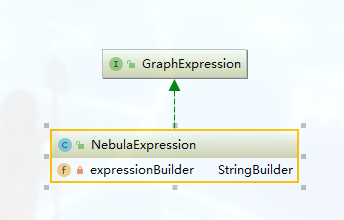 I GraphExpression
C NebulaExpression
f expressionBuilder StringBuilder